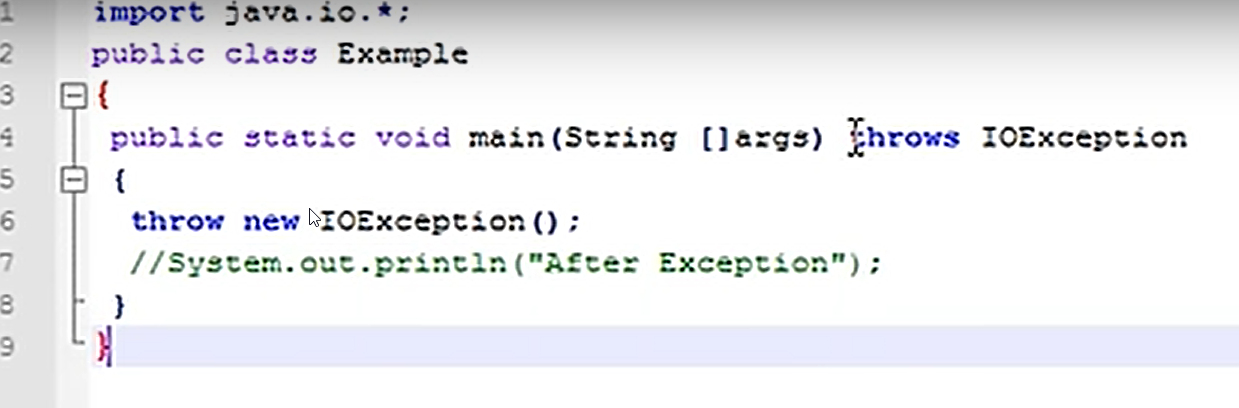 1 import java.io.*;
2 public class Example
3 {
4 public static void main(String []args) throws IOException
5 {
6 throw new IOException();
7 //System.out.println("After Exception");
8 }
9 }